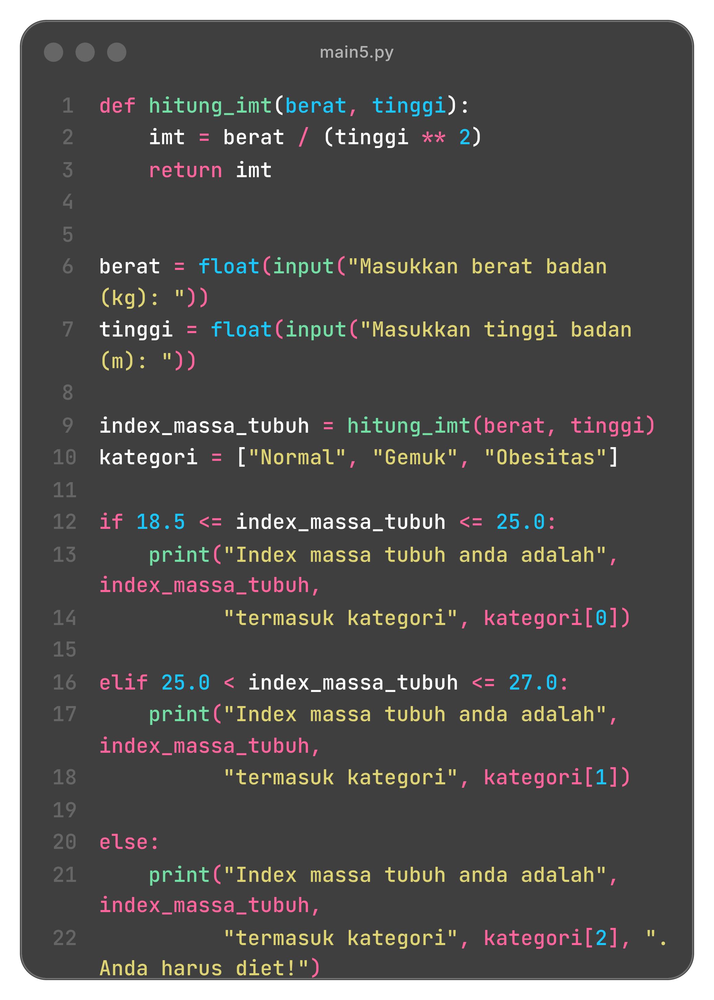 main5.py
1 def hitung_imt(berat, tinggi):
2     imt = berat / (tinggi ** 2)
3     return imt
4
5
6 berat = float(input("Masukkan berat badan
(kg): "))
7 tinggi = float(input("Masukkan tinggi badan
(m): "))
8
9 index_massa_tubuh = hitung_imt(berat, tinggi)
10 kategori = ["Normal", "Gemuk", "Obesitas"]
11
12 if 18.5 <= index_massa_tubuh <= 25.0:
13     print("Index massa tubuh anda adalah",
index_massa_tubuh,
14           "termasuk kategori", kategori[0])
15
16 elif 25.0 < index_massa_tubuh <= 27.0:
17     print("Index massa tubuh anda adalah",
index_massa_tubuh,
18           "termasuk kategori", kategori[1])
19
20 else:
21     print("Index massa tubuh anda adalah",
index_massa_tubuh,
22           "termasuk kategori", kategori[2], ".
Anda harus diet!")